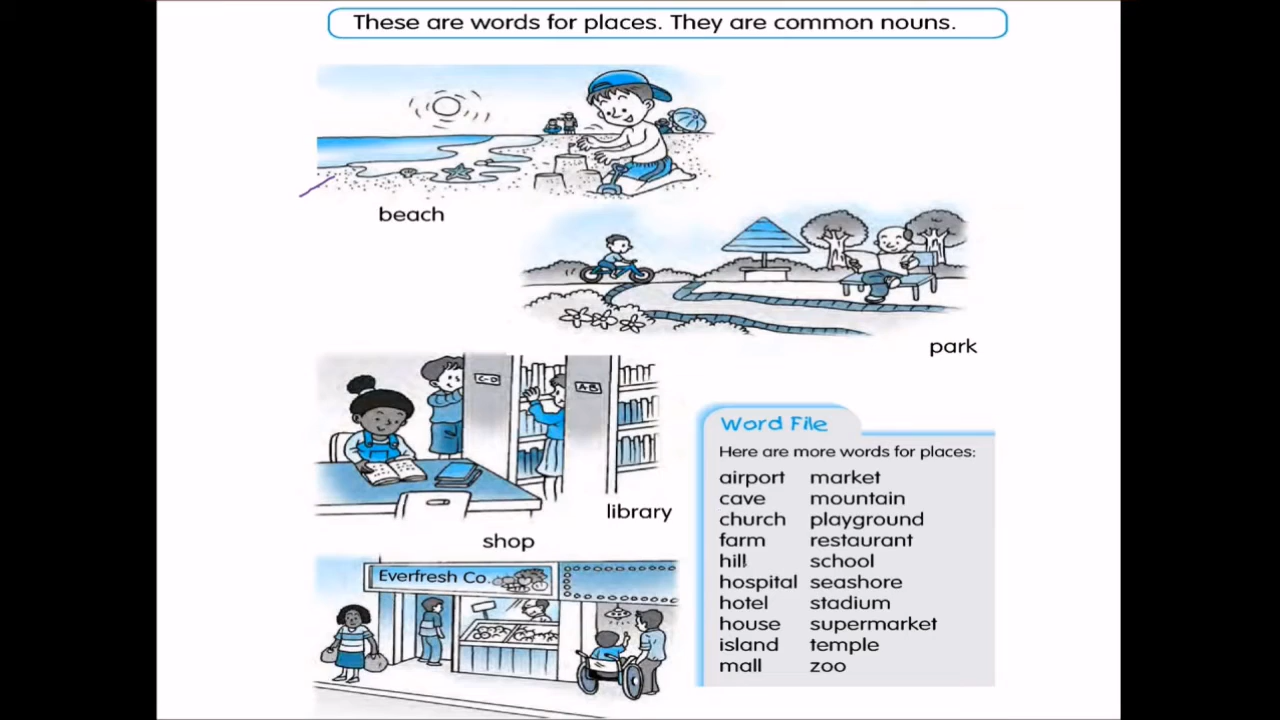 These are words for places. They are common nouns.
beach
park
C-D
A-B
library
shop
Everfresh Co.
Word File
Here are more words for places:
airport market
cave mountain
church playground
farm restaurant
hill school
hospital seashore
hotel stadium
house supermarket
island temple
mall zoo